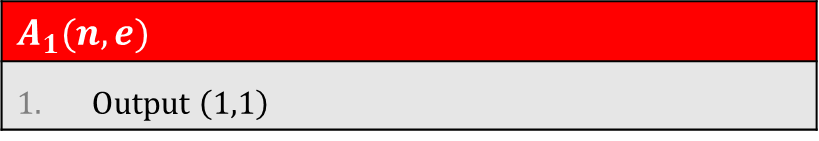 A₁(n, e)
1. Output (1,1)